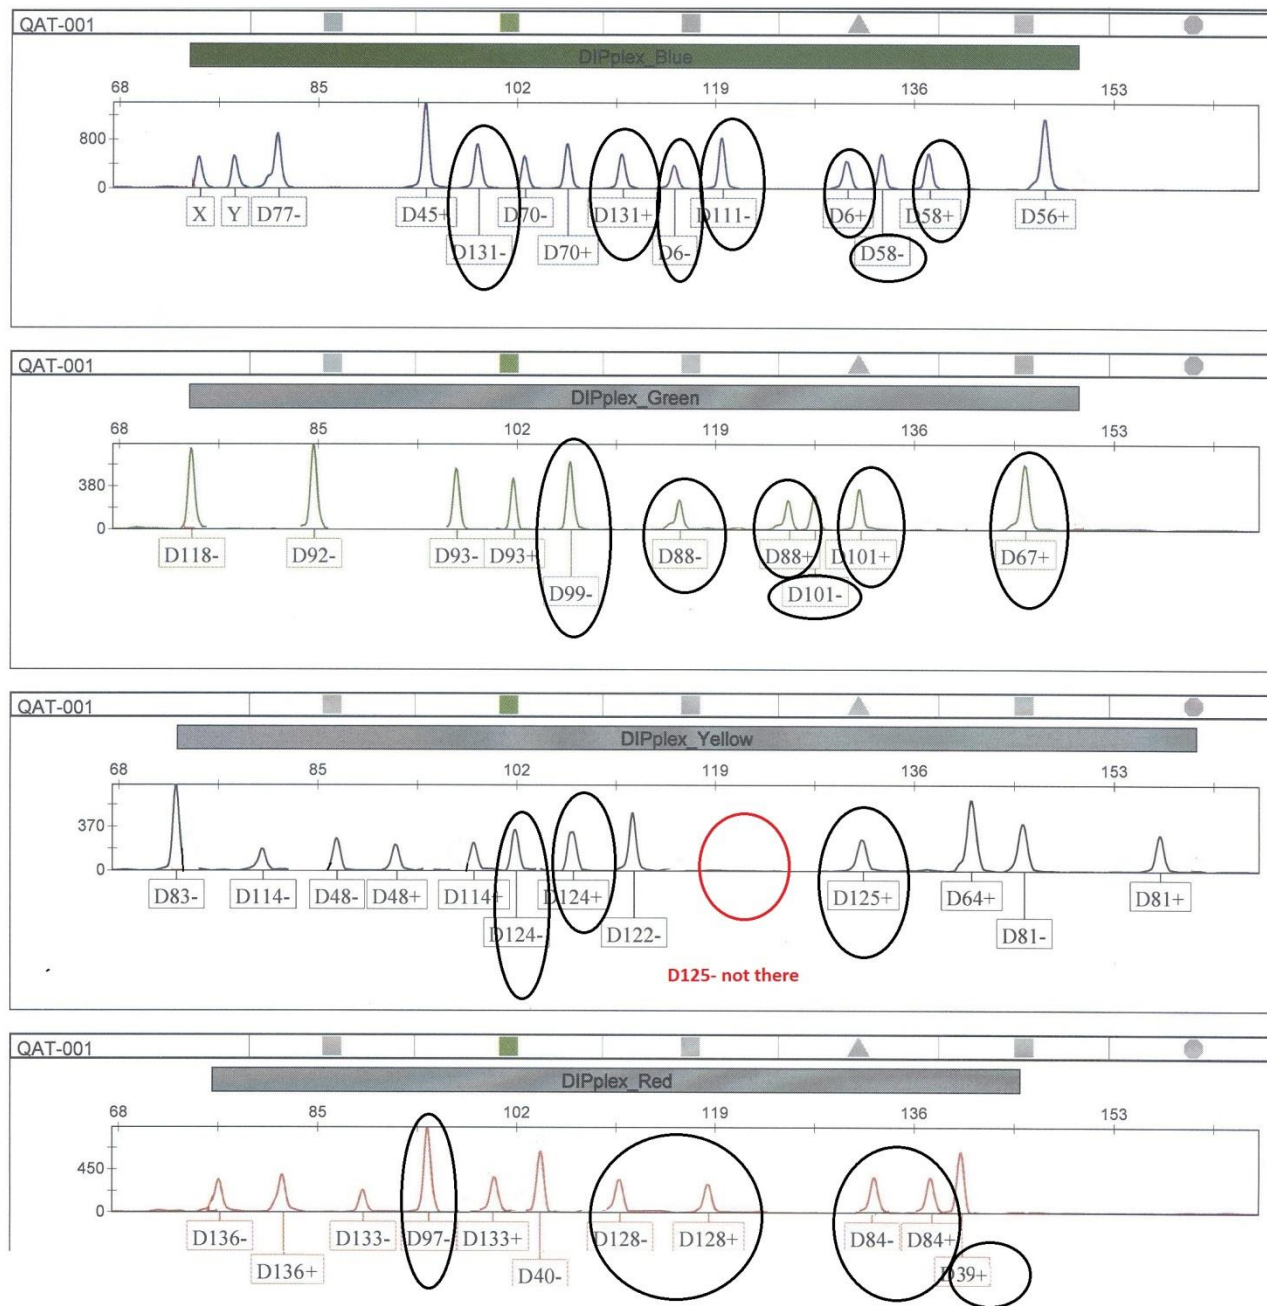 QAT-001
DIPplex_Blue
68 85 102 119 136 153
800
0
X Y D77- D45+ D70- D131+ D111- D6+ D58+ D56+
D131- D70+ D6- D58-
QAT-001
DIPplex_Green
68 85 102 119 136 153
380
0
D118- D92- D93- D93+ D88- D88+ D101+ D67+
D99- D101-
QAT-001
DIPplex_Yellow
68 85 102 119 136 153
370
0
D83- D114- D48- D48+ D114+ D124+ D125+ D64+ D81+
D124- D122- D81-
D125- not there
QAT-001
DIPplex_Red
68 85 102 119 136 153
450
0
D136- D133- D97- D133+ D128- D128+ D84- D84+
D136+ D40- D39+